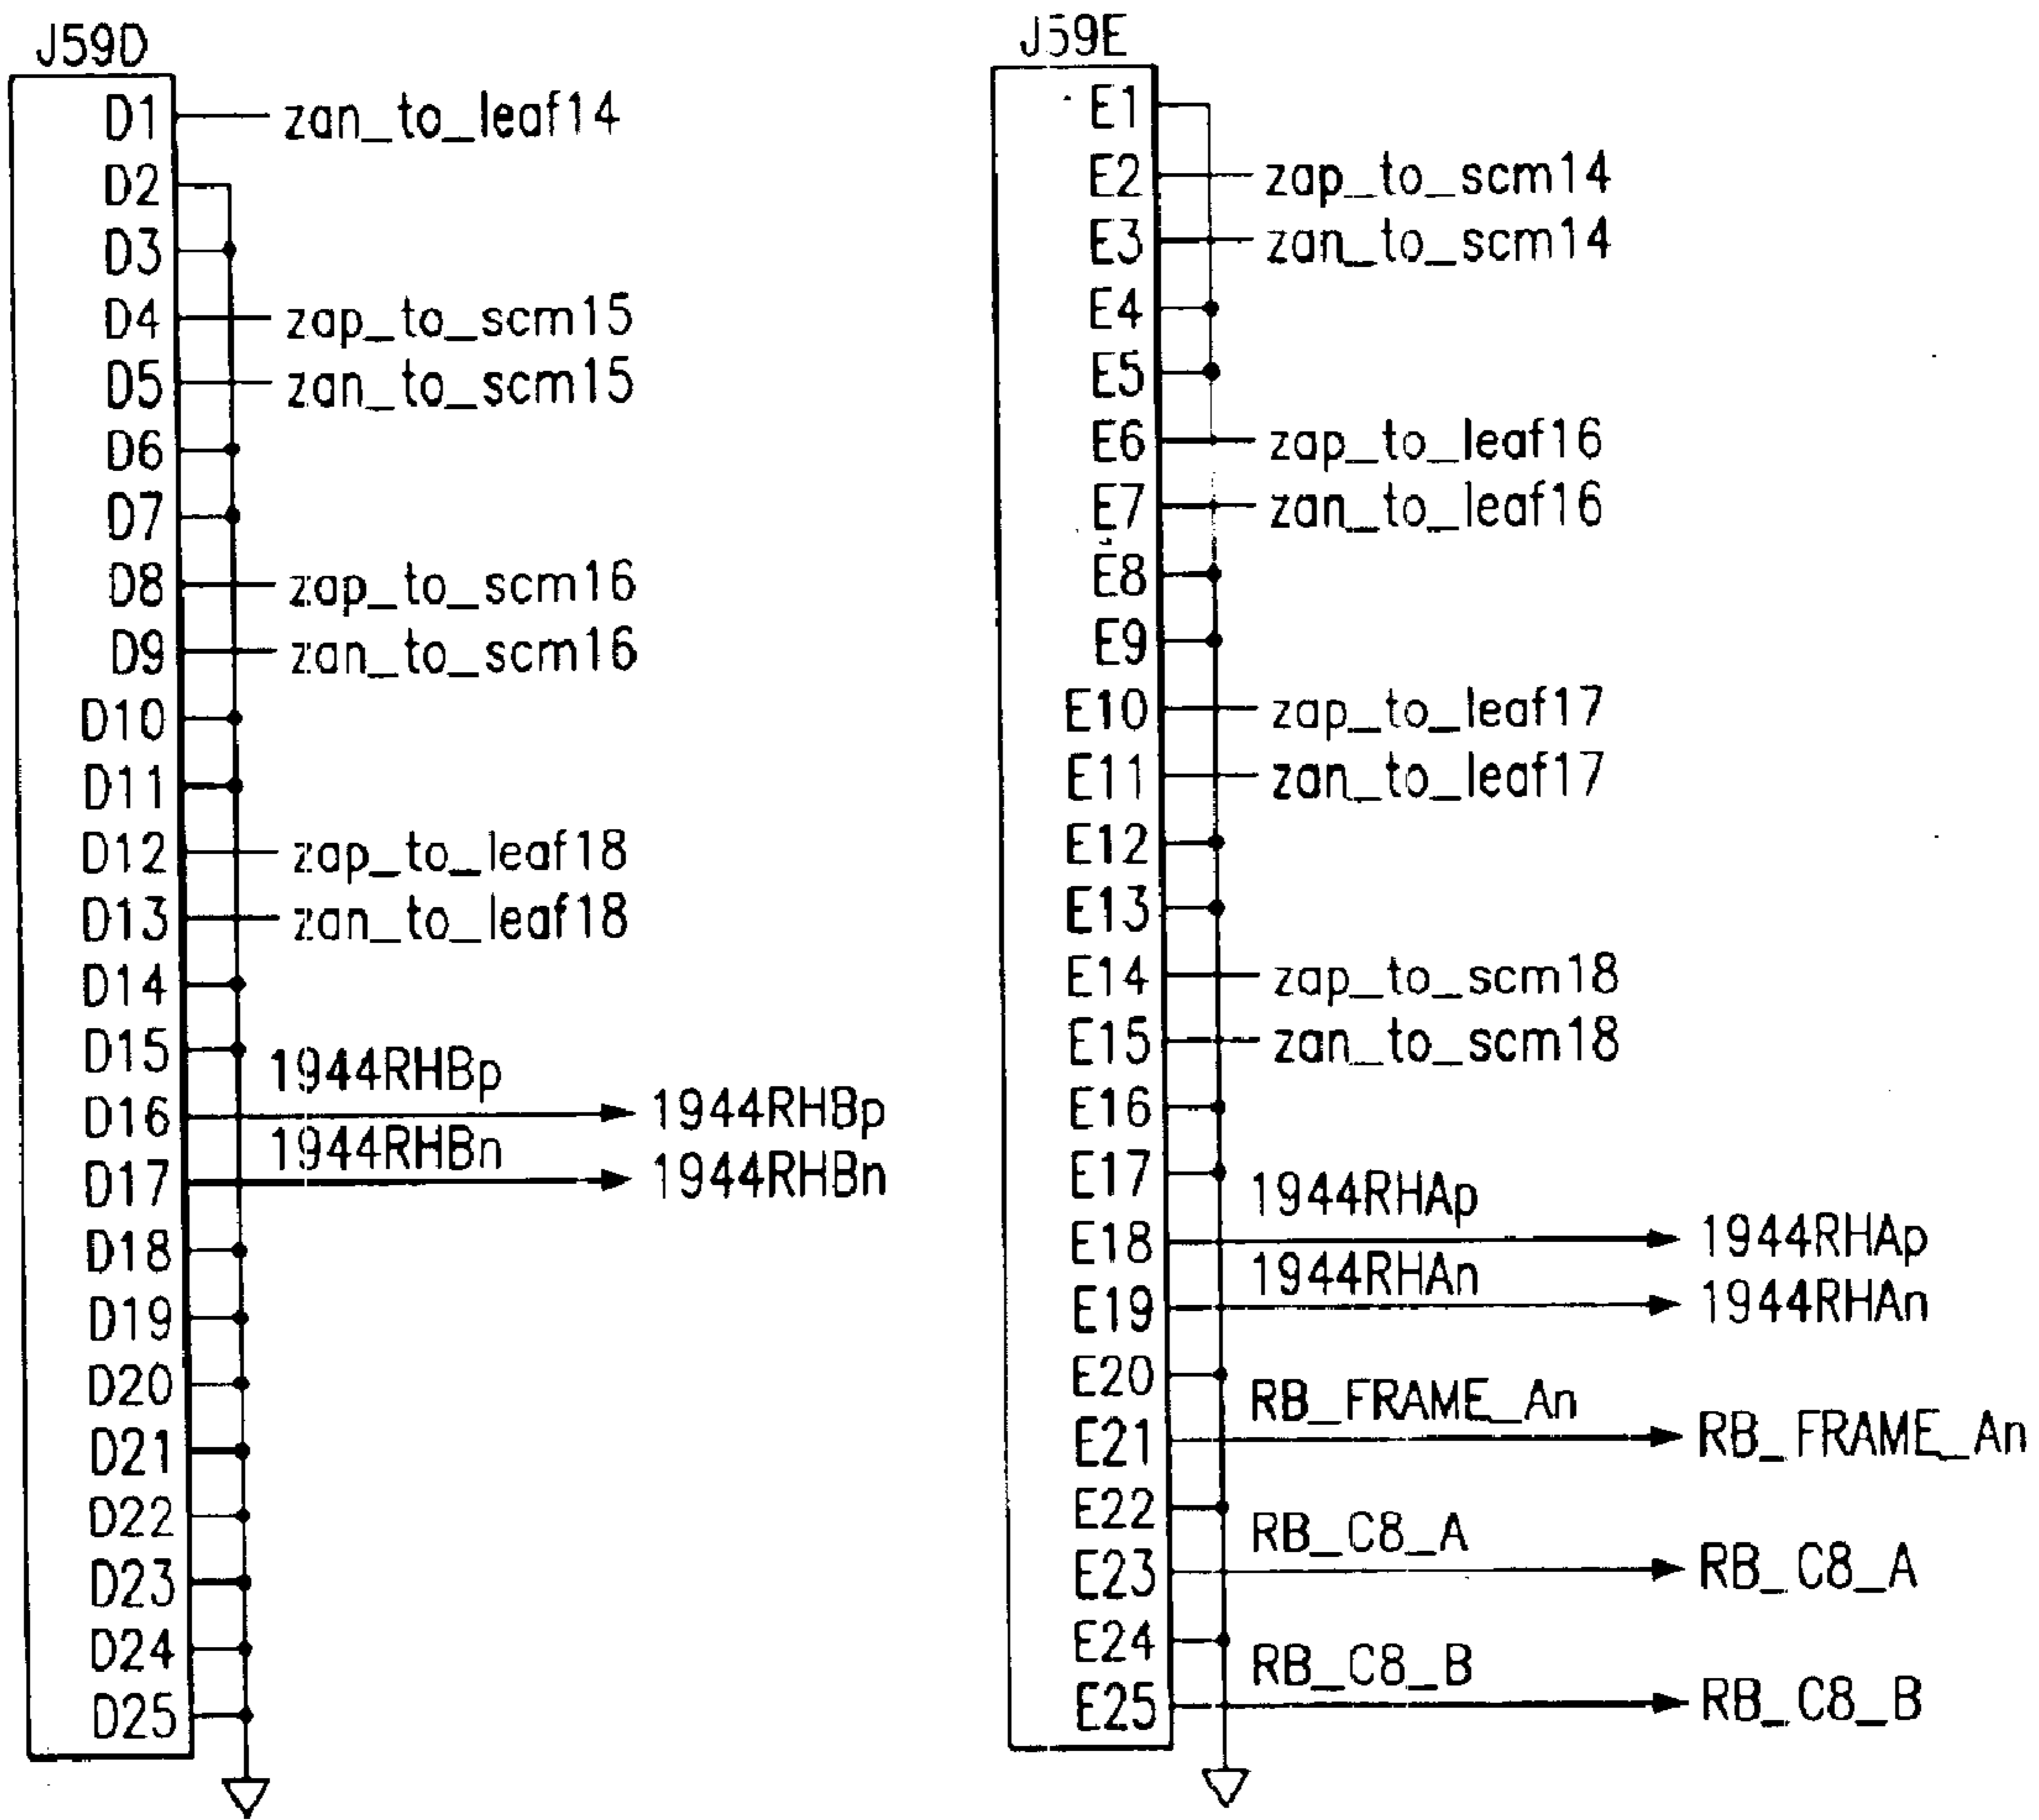 J59D
D1 zan_to_leaf14
D2
D3
D4 zap_to_scm15
D5 zan_to_scm15
D6
D7
D8 zap_to_scm16
D9 zan_to_scm16
D10
D11
D12 zap_to_leaf18
D13 zan_to_leaf18
D14
D15
1944RHBp
D16 1944RHBp
1944RHBn
D17 1944RHBn
D18
D19
D20
D21
D22
D23
D24
D25
J59E
E1
E2 zap_to_scm14
E3 zan_to_scm14
E4
E5
E6 zap_to_leaf16
E7 zan_to_leaf16
E8
E9
E10 zap_to_leaf17
E11 zan_to_leaf17
E12
E13
E14 zap_to_scm18
E15 zan_to_scm18
E16
E17
1944RHAp
E18 1944RHAp
1944RHAn
E19 1944RHAn
E20
RB_FRAME_An
E21 RB_FRAME_An
E22
RB_C8_A
E23 RB_C8_A
E24
RB_C8_B
E25 RB_C8_B